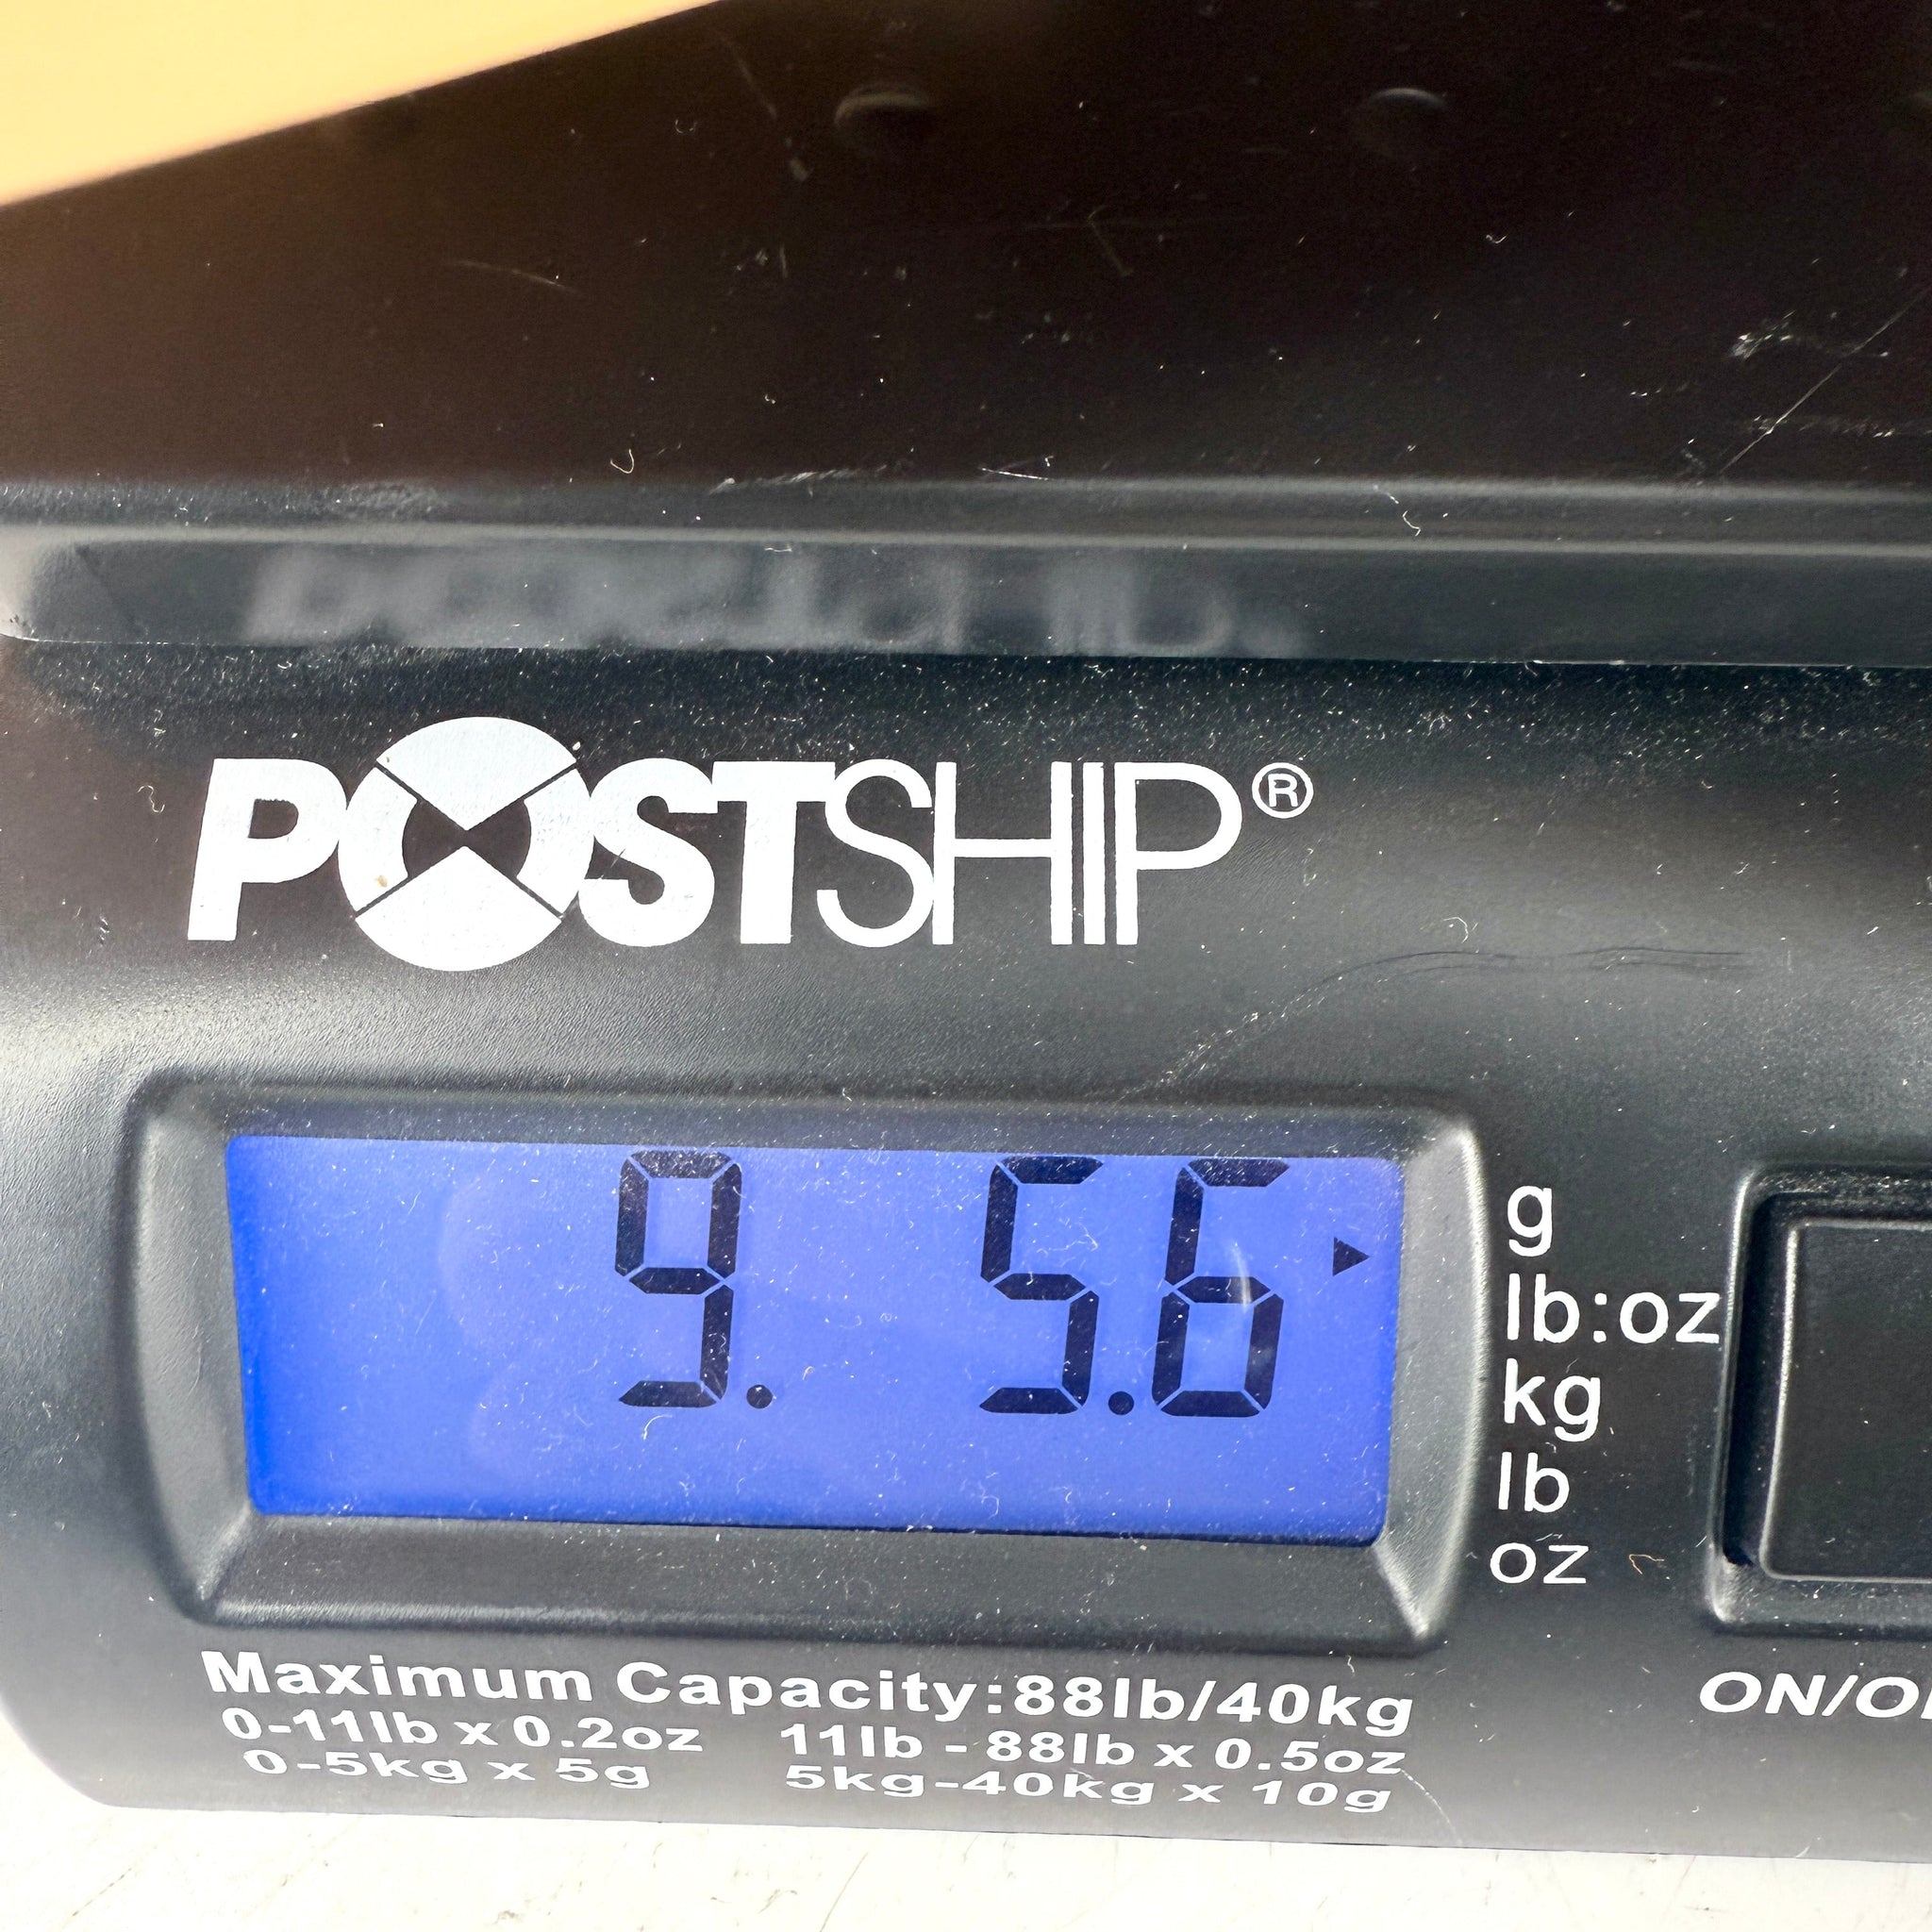 POSTSHIP®
9. 5.6
g
lb:oz
kg
lb
oz
Maximum Capacity:88lb/40kg
0-11lb x 0.2oz 11lb - 88lb x 0.5oz
0-5kg x 5g 5kg-40kg x 10g